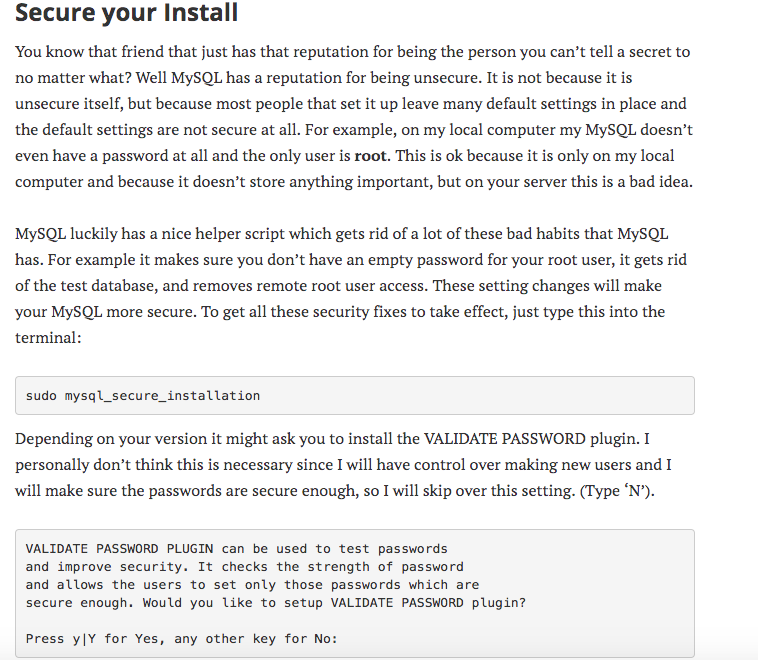 Secure your Install
You know that friend that just has that reputation for being the person you can’t tell a secret to
no matter what? Well MySQL has a reputation for being unsecure. It is not because it is
unsecure itself, but because most people that set it up leave many default settings in place and
the default settings are not secure at all. For example, on my local computer my MySQL doesn’t
even have a password at all and the only user is root. This is ok because it is only on my local
computer and because it doesn’t store anything important, but on your server this is a bad idea.
MySQL luckily has a nice helper script which gets rid of a lot of these bad habits that MySQL
has. For example it makes sure you don’t have an empty password for your root user, it gets rid
of the test database, and removes remote root user access. These setting changes will make
your MySQL more secure. To get all these security fixes to take effect, just type this into the
terminal:
sudo mysql_secure_installation
Depending on your version it might ask you to install the VALIDATE PASSWORD plugin. I
personally don’t think this is necessary since I will have control over making new users and I
will make sure the passwords are secure enough, so I will skip over this setting. (Type ‘N’).
VALIDATE PASSWORD PLUGIN can be used to test passwords
and improve security. It checks the strength of password
and allows the users to set only those passwords which are
secure enough. Would you like to setup VALIDATE PASSWORD plugin?
Press y|Y for Yes, any other key for No: